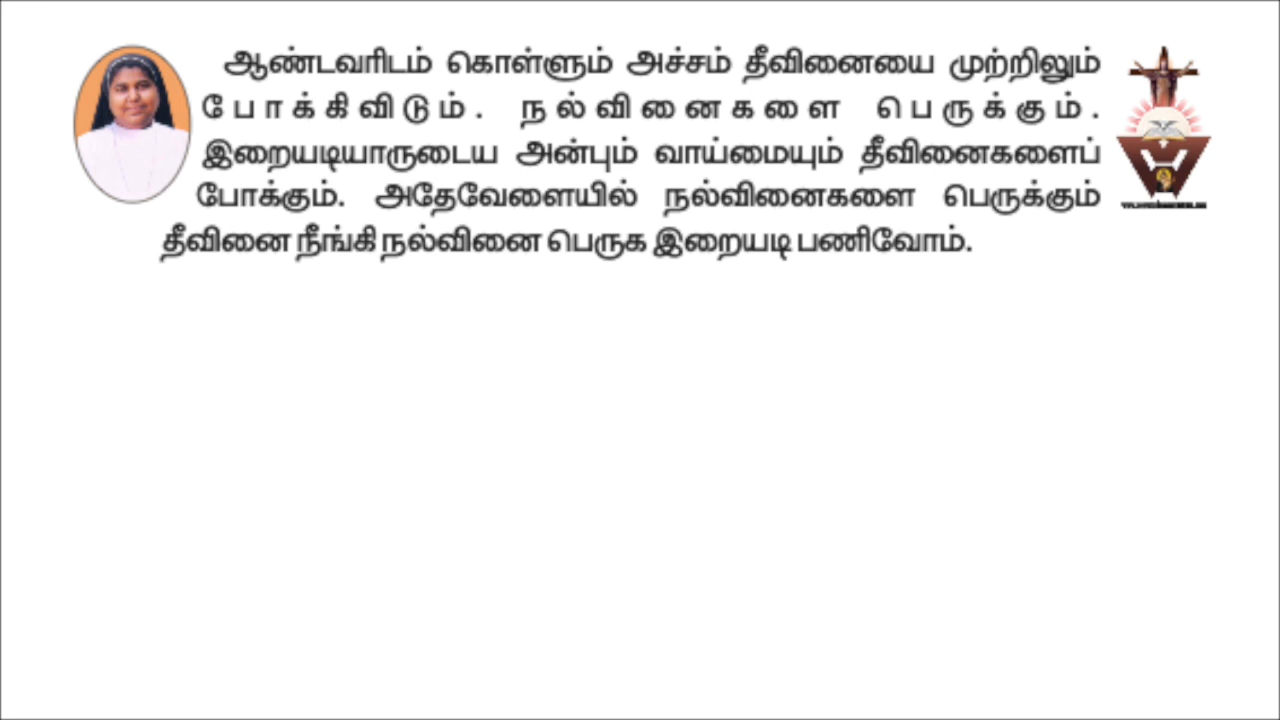 ஆண்டவரிடம் கொள்ளும் அச்சம் தீவினையை முற்றிலும்
போக்கிவிடும். நல்வினைகளை பெருக்கும்.
இறையடியாருடைய அன்பும் வாய்மையும் தீவினைகளைப்
போக்கும். அதேவேளையில் நல்வினைகளை பெருக்கும்
தீவினை நீங்கி நல்வினை பெருக இறையடி பணிவோம்.